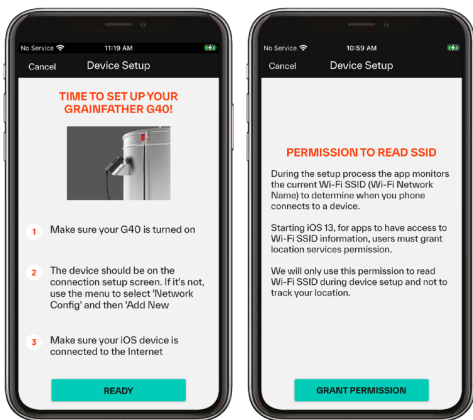 No Service 11:19 AM
Cancel Device Setup
TIME TO SET UP YOUR
GRAINFATHER G40!
1 Make sure your G40 is turned on
2 The device should be on the
connection setup screen. If it's not,
use the menu to select 'Network
Config' and then 'Add New
3 Make sure your iOS device is
connected to the Internet
READY
No Service 10:59 AM
Cancel Device Setup
PERMISSION TO READ SSID
During the setup process the app monitors
the current Wi-Fi SSID (Wi-Fi Network
Name) to determine when you phone
connects to a device.
Starting iOS 13, for apps to have access to
Wi-Fi SSID information, users must grant
location services permission.
We will only use this permission to read
Wi-Fi SSID during device setup and not to
track your location.
GRANT PERMISSION